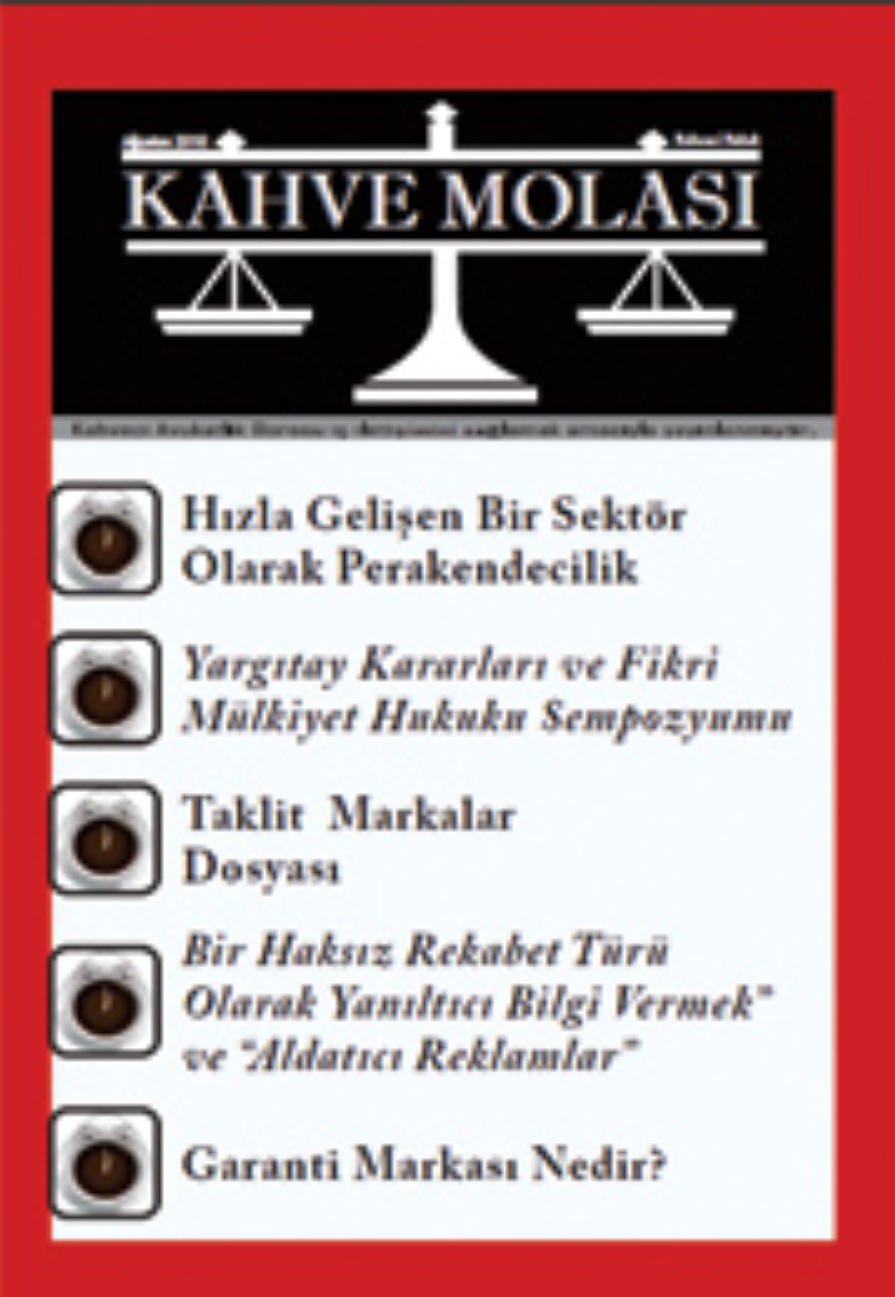 KAHVE MOLASI
Hızla Gelişen Bir Sektör
Olarak Perakendecilik
Yargıtay Kararları ve Fikri
Mülkiyet Hukuku Sempozyumu
Taklit Markalar
Dosyası
Bir Haksız Rekabet Türü
Olarak Yanıltıcı Bilgi Vermek”
ve “Aldatıcı Reklamlar”
Garanti Markası Nedir?